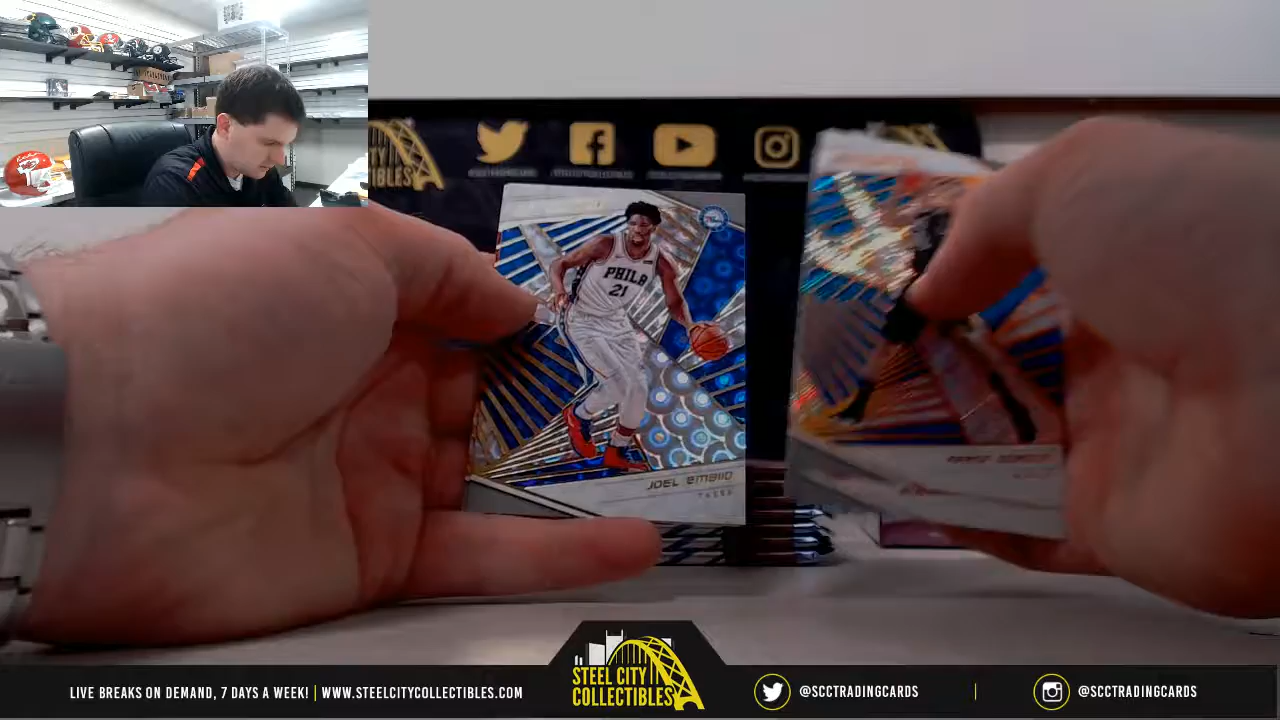 PHILA
21
JOEL EMBIID
76ERS
LIVE BREAKS ON DEMAND, 7 DAYS A WEEK! | WWW.STEELCITYCOLLECTIBLES.COM
STEEL CITY
COLLECTIBLES
@SCCTRADINGCARDS
@SCCTRADINGCARDS